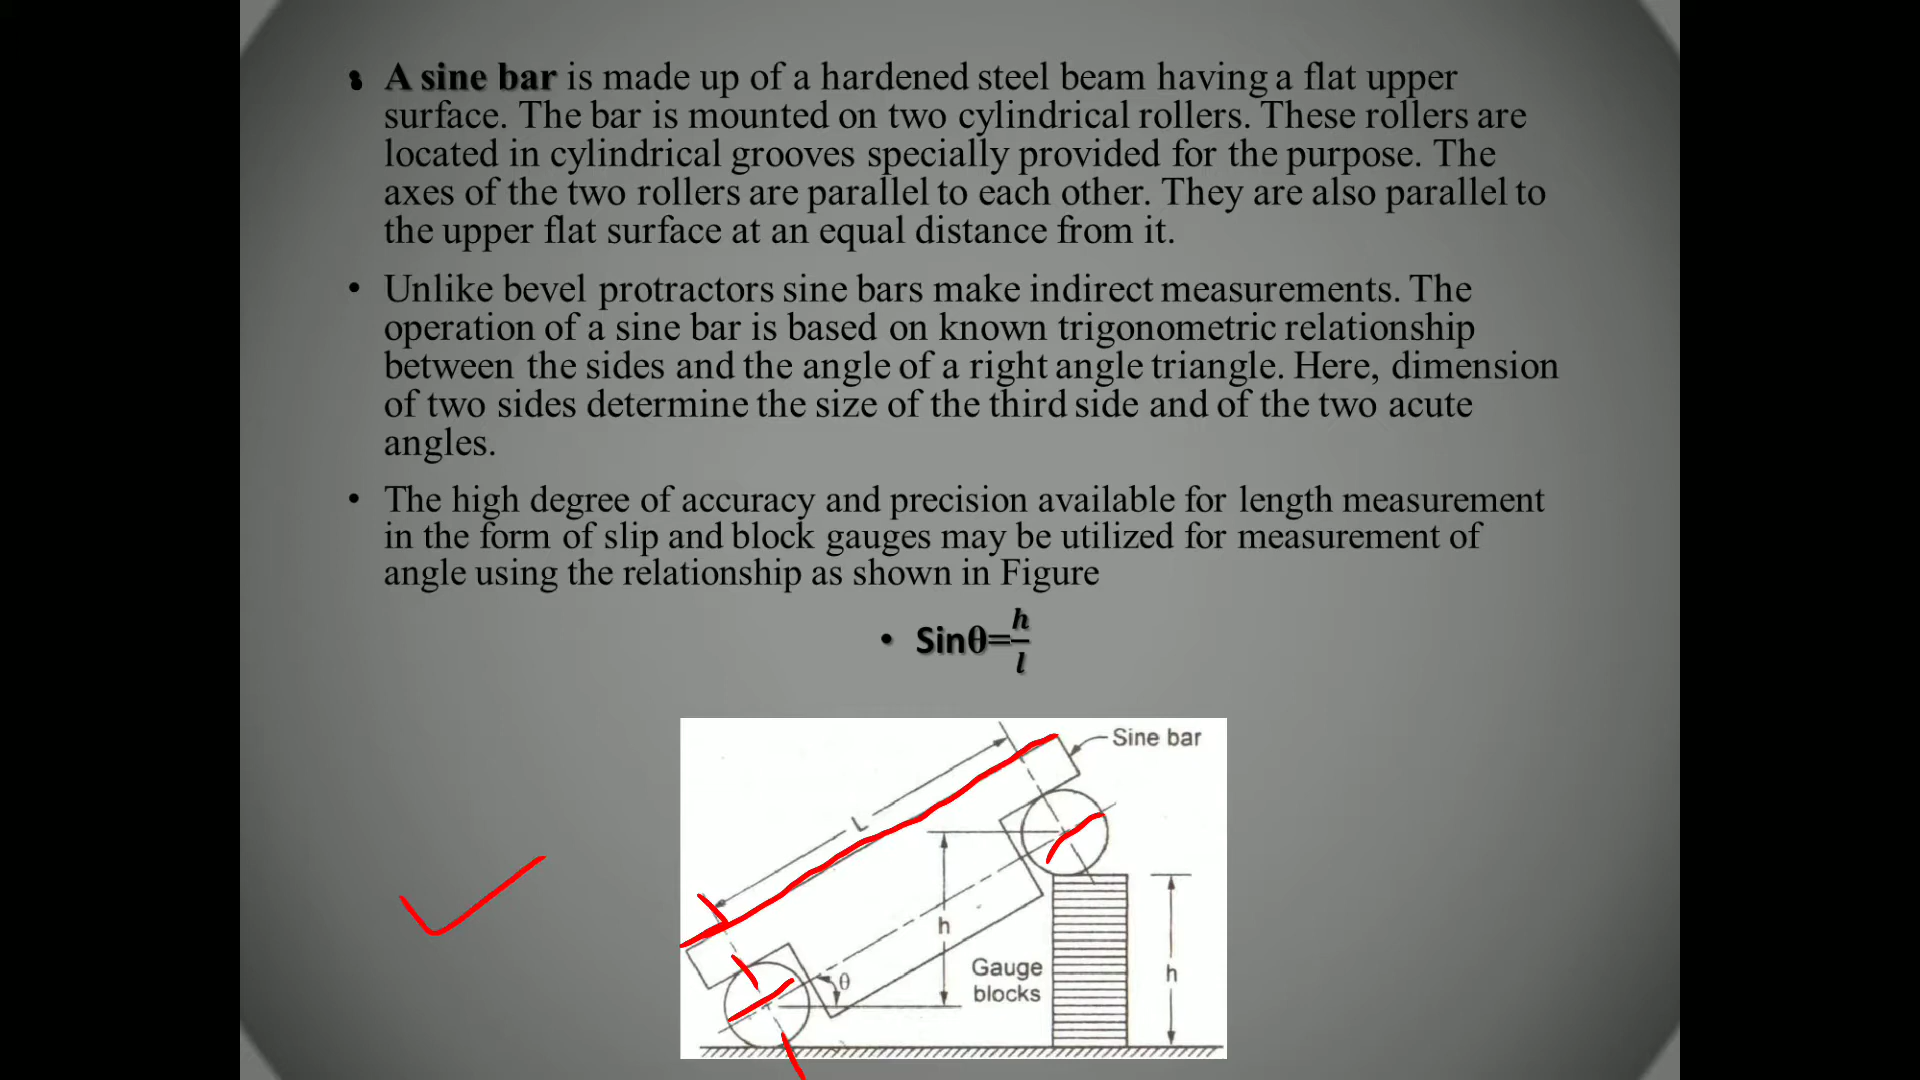 • A sine bar is made up of a hardened steel beam having a flat upper
surface. The bar is mounted on two cylindrical rollers. These rollers are
located in cylindrical grooves specially provided for the purpose. The
axes of the two rollers are parallel to each other. They are also parallel to
the upper flat surface at an equal distance from it.
• Unlike bevel protractors sine bars make indirect measurements. The
operation of a sine bar is based on known trigonometric relationship
between the sides and the angle of a right angle triangle. Here, dimension
of two sides determine the size of the third side and of the two acute
angles.
• The high degree of accuracy and precision available for length measurement
in the form of slip and block gauges may be utilized for measurement of
angle using the relationship as shown in Figure
• Sinθ=h/l
Sine bar
L
h
θ
Gauge
blocks
h